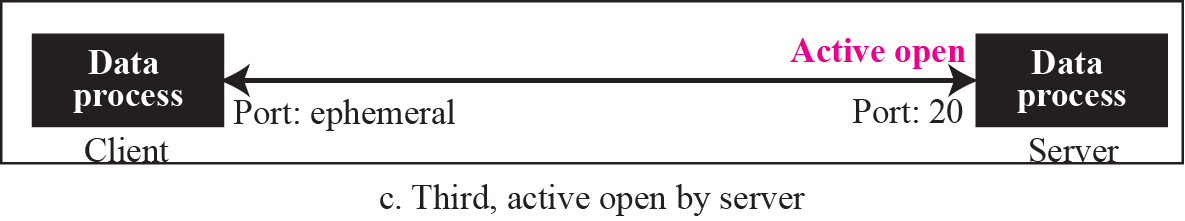 Data
process
Client
Port: ephemeral
Active open
Port: 20
Data
process
Server
c. Third, active open by server